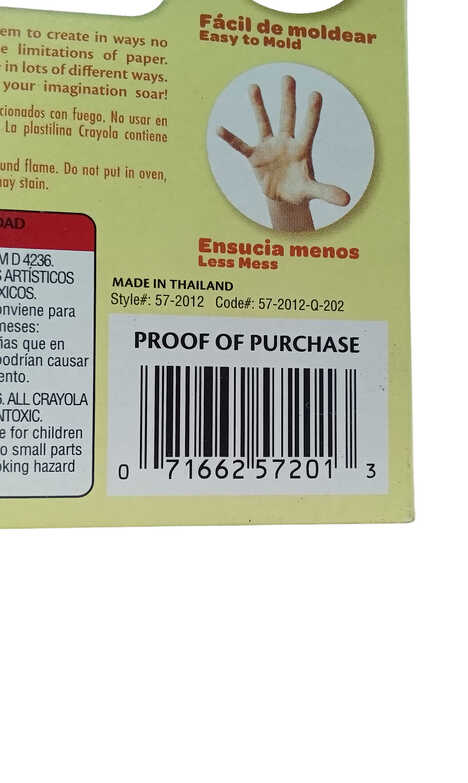 em to create in ways no
e limitations of paper.
e in lots of different ways.
your imagination soar!
cionados con fuego. No usar en
La plastilina Crayola contiene
und flame. Do not put in oven,
may stain.
Fácil de moldear
Easy to Mold
Ensucia menos
Less Mess
DAD
M D 4236.
S ARTÍSTICOS
XICOS.
onviene para
meses:
ñas que en
podrían causar
ento.
6. ALL CRAYOLA
NTOXIC.
e for children
o small parts
oking hazard
MADE IN THAILAND
Style#: 57-2012 Code#: 57-2012-Q-202
PROOF OF PURCHASE
0 71662 57201 3